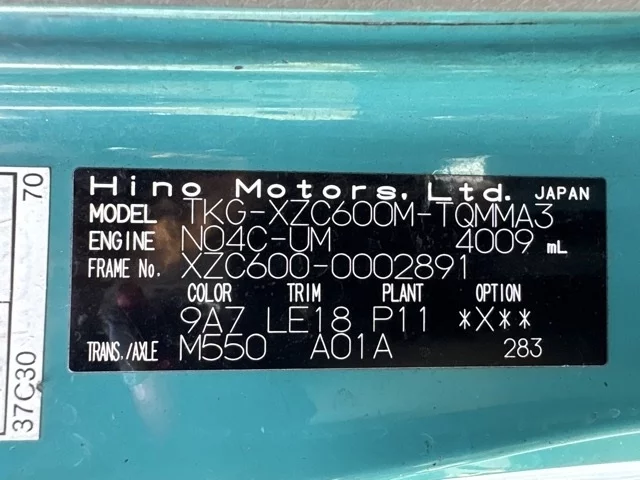 Hino Motors, Ltd. JAPAN
MODEL TKG-XZC600M-TQMMA3
ENGINE N04C-UM 4009 mL
FRAME No. XZC600-0002891
COLOR TRIM PLANT OPTION
9A7 LE18 P11 *X**
TRANS./AXLE M550 A01A 283
70
37C30